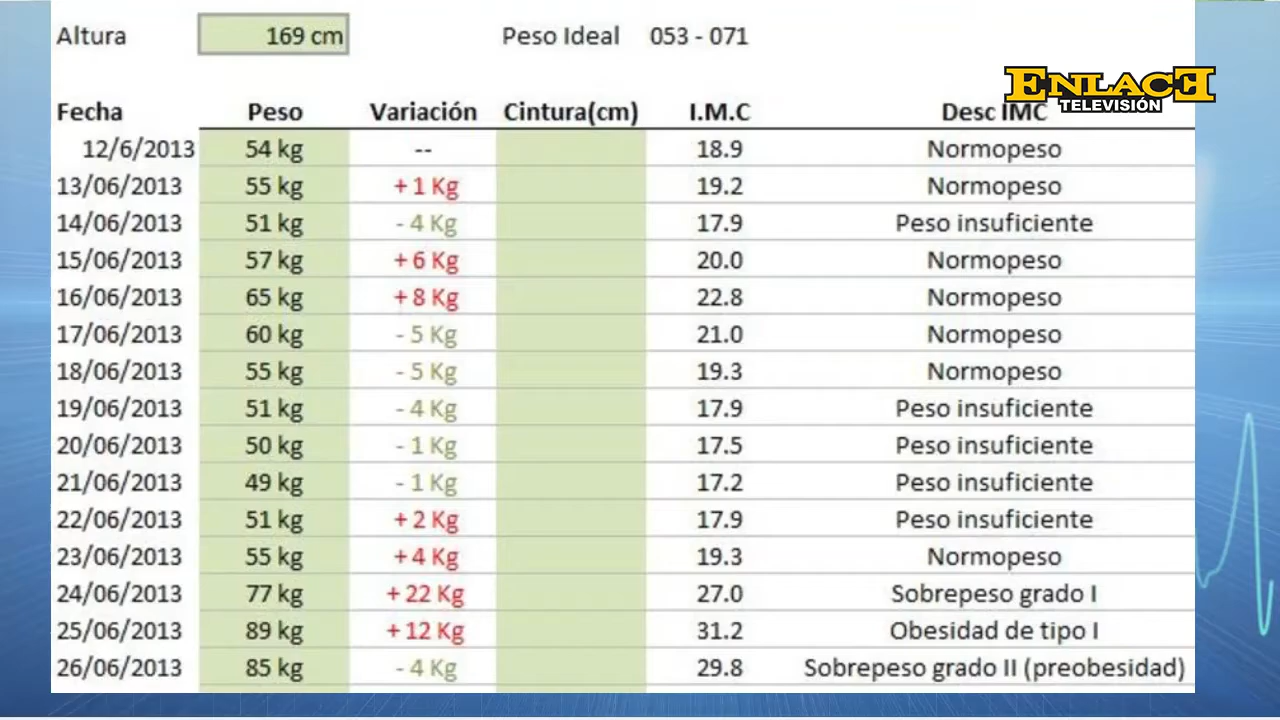 Altura 169 cm Peso Ideal 053 - 071
ENLACE
TELEVISIÓN
Fecha Peso Variación Cintura(cm) I.M.C Desc IMC
12/6/2013 54 kg -- 18.9 Normopeso
13/06/2013 55 kg + 1 Kg 19.2 Normopeso
14/06/2013 51 kg - 4 Kg 17.9 Peso insuficiente
15/06/2013 57 kg + 6 Kg 20.0 Normopeso
16/06/2013 65 kg + 8 Kg 22.8 Normopeso
17/06/2013 60 kg - 5 Kg 21.0 Normopeso
18/06/2013 55 kg - 5 Kg 19.3 Normopeso
19/06/2013 51 kg - 4 Kg 17.9 Peso insuficiente
20/06/2013 50 kg - 1 Kg 17.5 Peso insuficiente
21/06/2013 49 kg - 1 Kg 17.2 Peso insuficiente
22/06/2013 51 kg + 2 Kg 17.9 Peso insuficiente
23/06/2013 55 kg + 4 Kg 19.3 Normopeso
24/06/2013 77 kg + 22 Kg 27.0 Sobrepeso grado I
25/06/2013 89 kg + 12 Kg 31.2 Obesidad de tipo I
26/06/2013 85 kg - 4 Kg 29.8 Sobrepeso grado II (preobesidad)